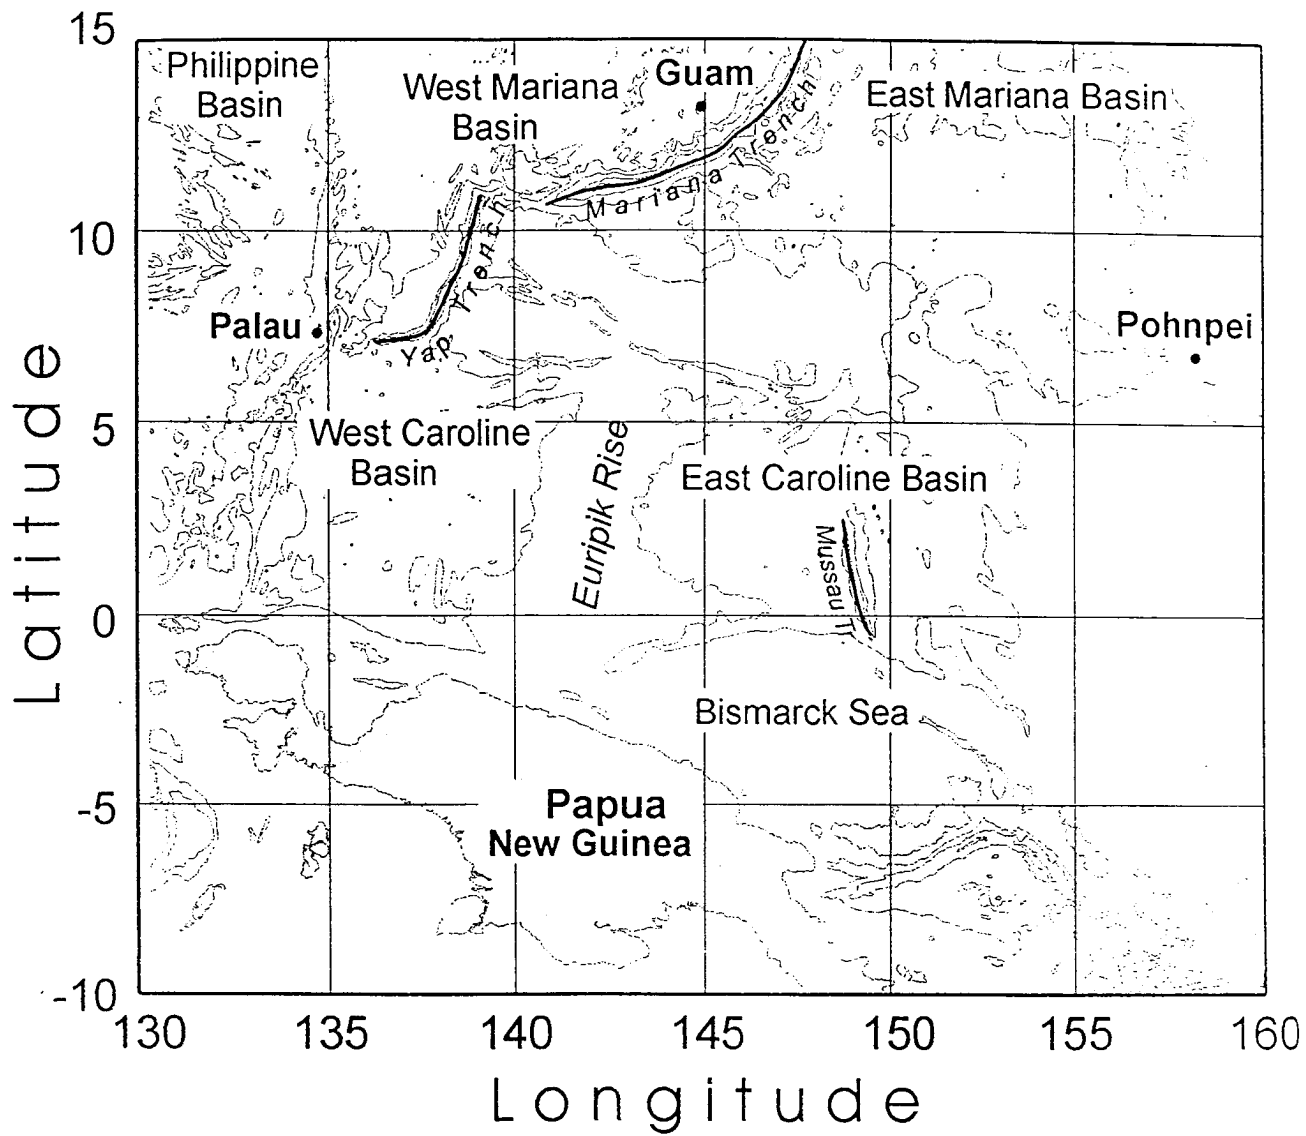 15
Philippine
Basin
West Mariana
Basin
Guam
East Mariana Basin
Mariana Trench
10
Yap Trench
Palau
Pohnpei
5
West Caroline
Basin
Euripik Rise
East Caroline Basin
Mussau Tr.
0
Bismarck Sea
-5
Papua
New Guinea
-10
130 135 140 145 150 155 160
Longitude
Latitude